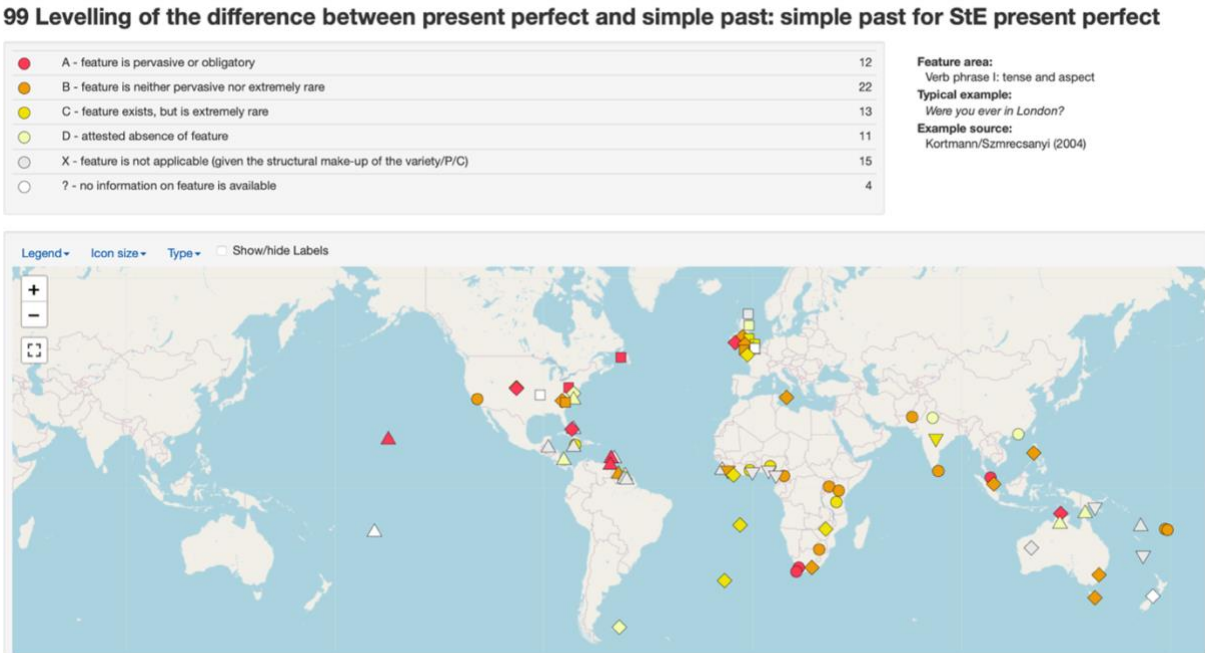 99 Levelling of the difference between present perfect and simple past: simple past for StE present perfect
A - feature is pervasive or obligatory 12
B - feature is neither pervasive nor extremely rare 22
C - feature exists, but is extremely rare 13
D - attested absence of feature 11
X - feature is not applicable (given the structural make-up of the variety/P/C) 15
? - no information on feature is available 4
Feature area:
Verb phrase I: tense and aspect
Typical example:
Were you ever in London?
Example source:
Kortmann/Szmrecsanyi (2004)
Legend Icon size Type Show/hide Labels
+
−